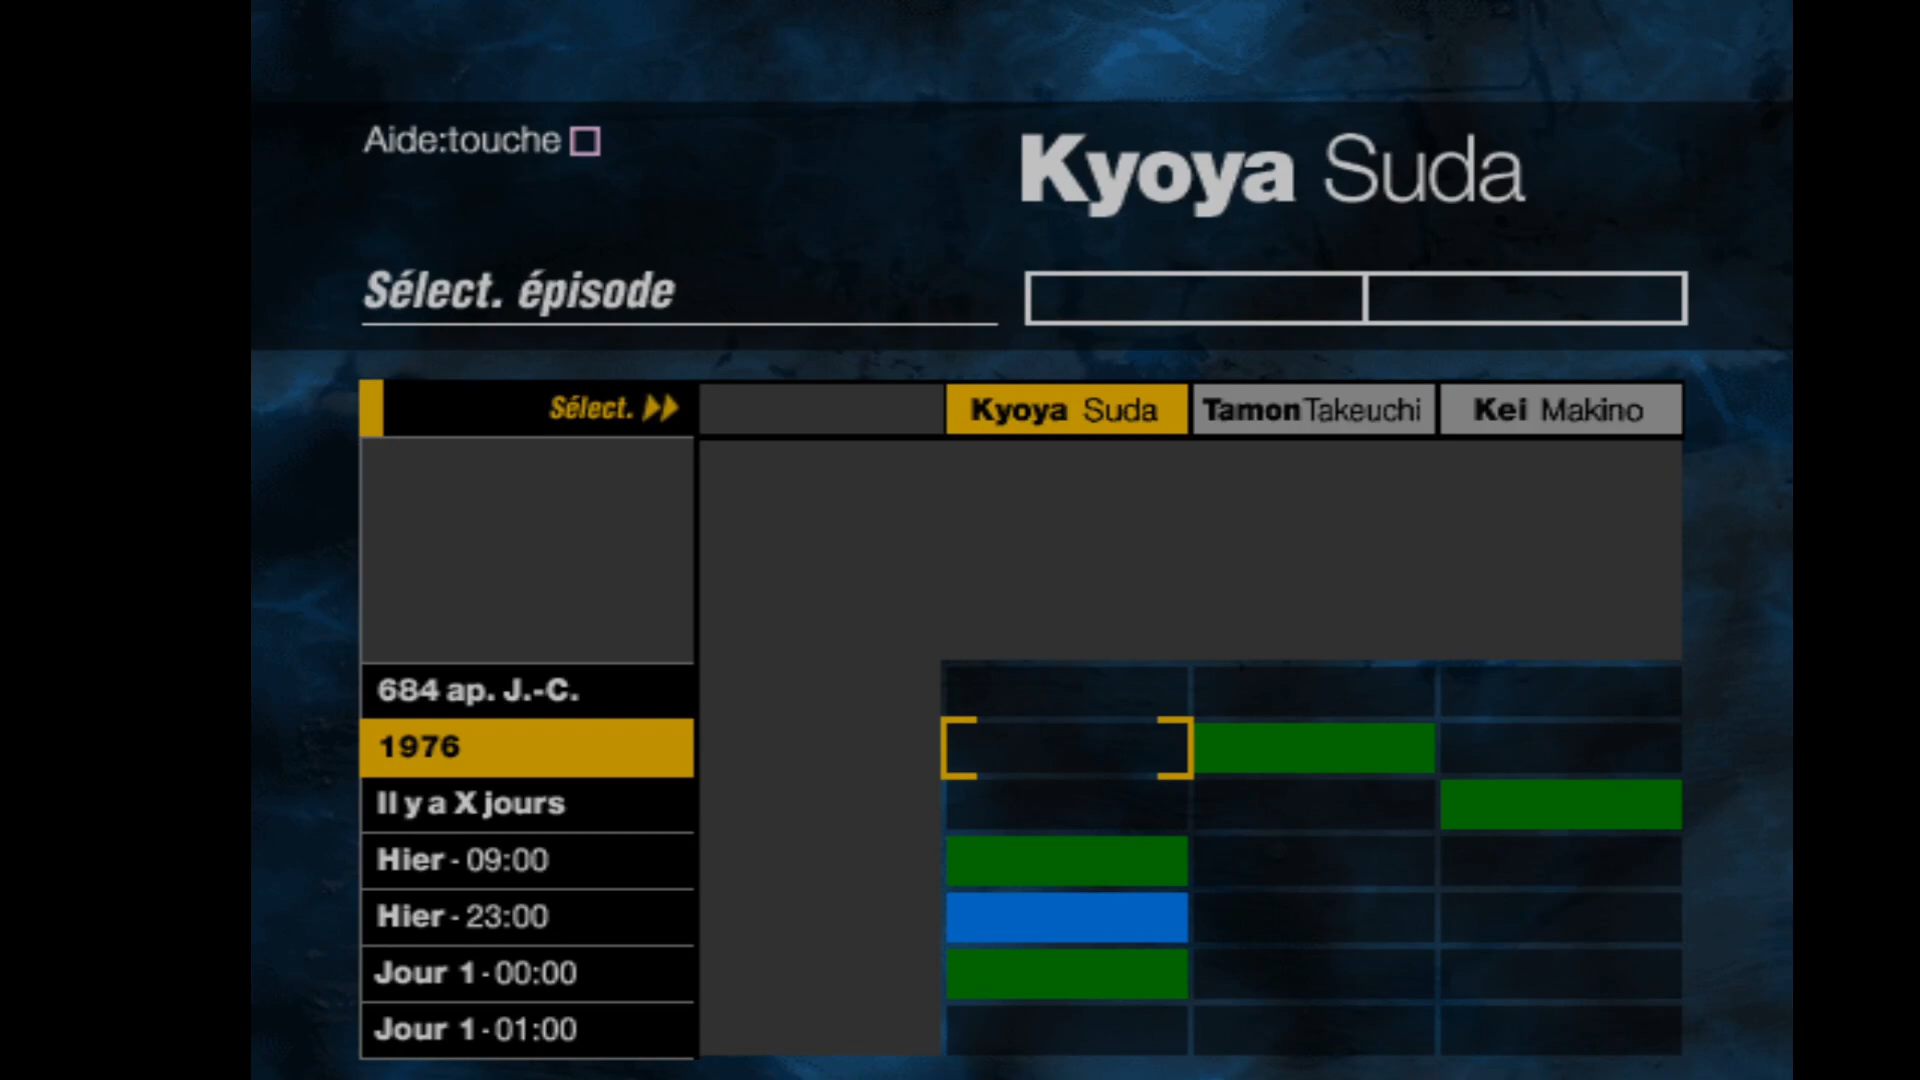 Aide:touche
Kyoya Suda
Sélect. épisode
Sélect.
Kyoya Suda
Tamon Takeuchi
Kei Makino
684 ap. J.-C.
1976
Il y a X jours
Hier - 09:00
Hier - 23:00
Jour 1 - 00:00
Jour 1 - 01:00